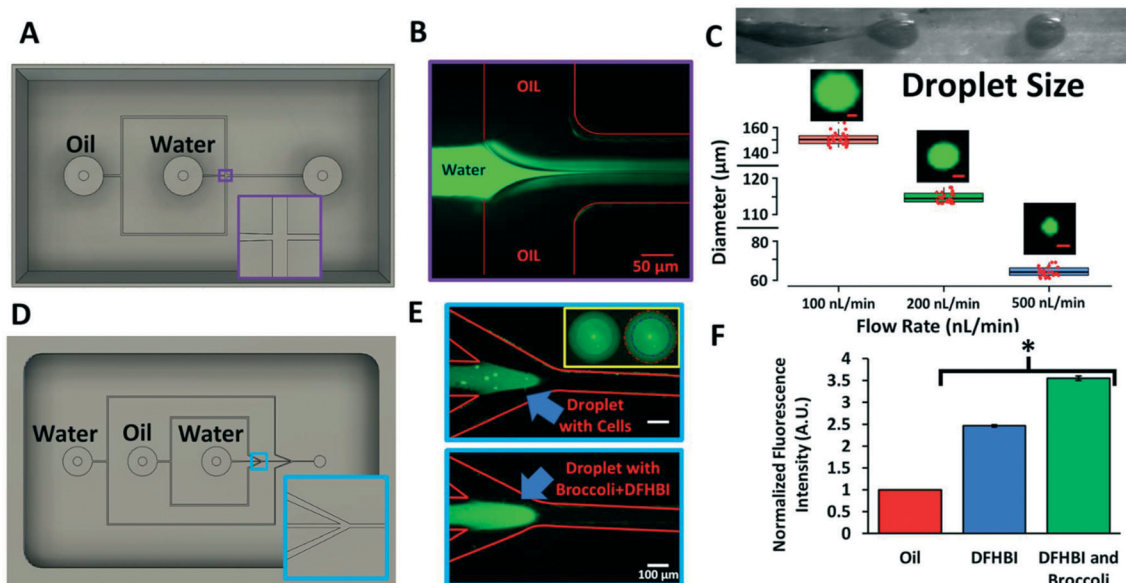 A
Oil
Water
B
OIL
Water
OIL
50 µm
C
Droplet Size
Diameter (µm)
160
140
110
80
60
100 nL/min
200 nL/min
500 nL/min
Flow Rate (nL/min)
D
Water
Oil
Water
E
Droplet
with Cells
Droplet with
Broccoli+DFHBI
100 µm
F
*
Normalized Fluorescence
Intensity (A.U.)
4
3.5
3
2.5
2
1.5
1
0.5
0
Oil
DFHBI
DFHBI and
Broccoli